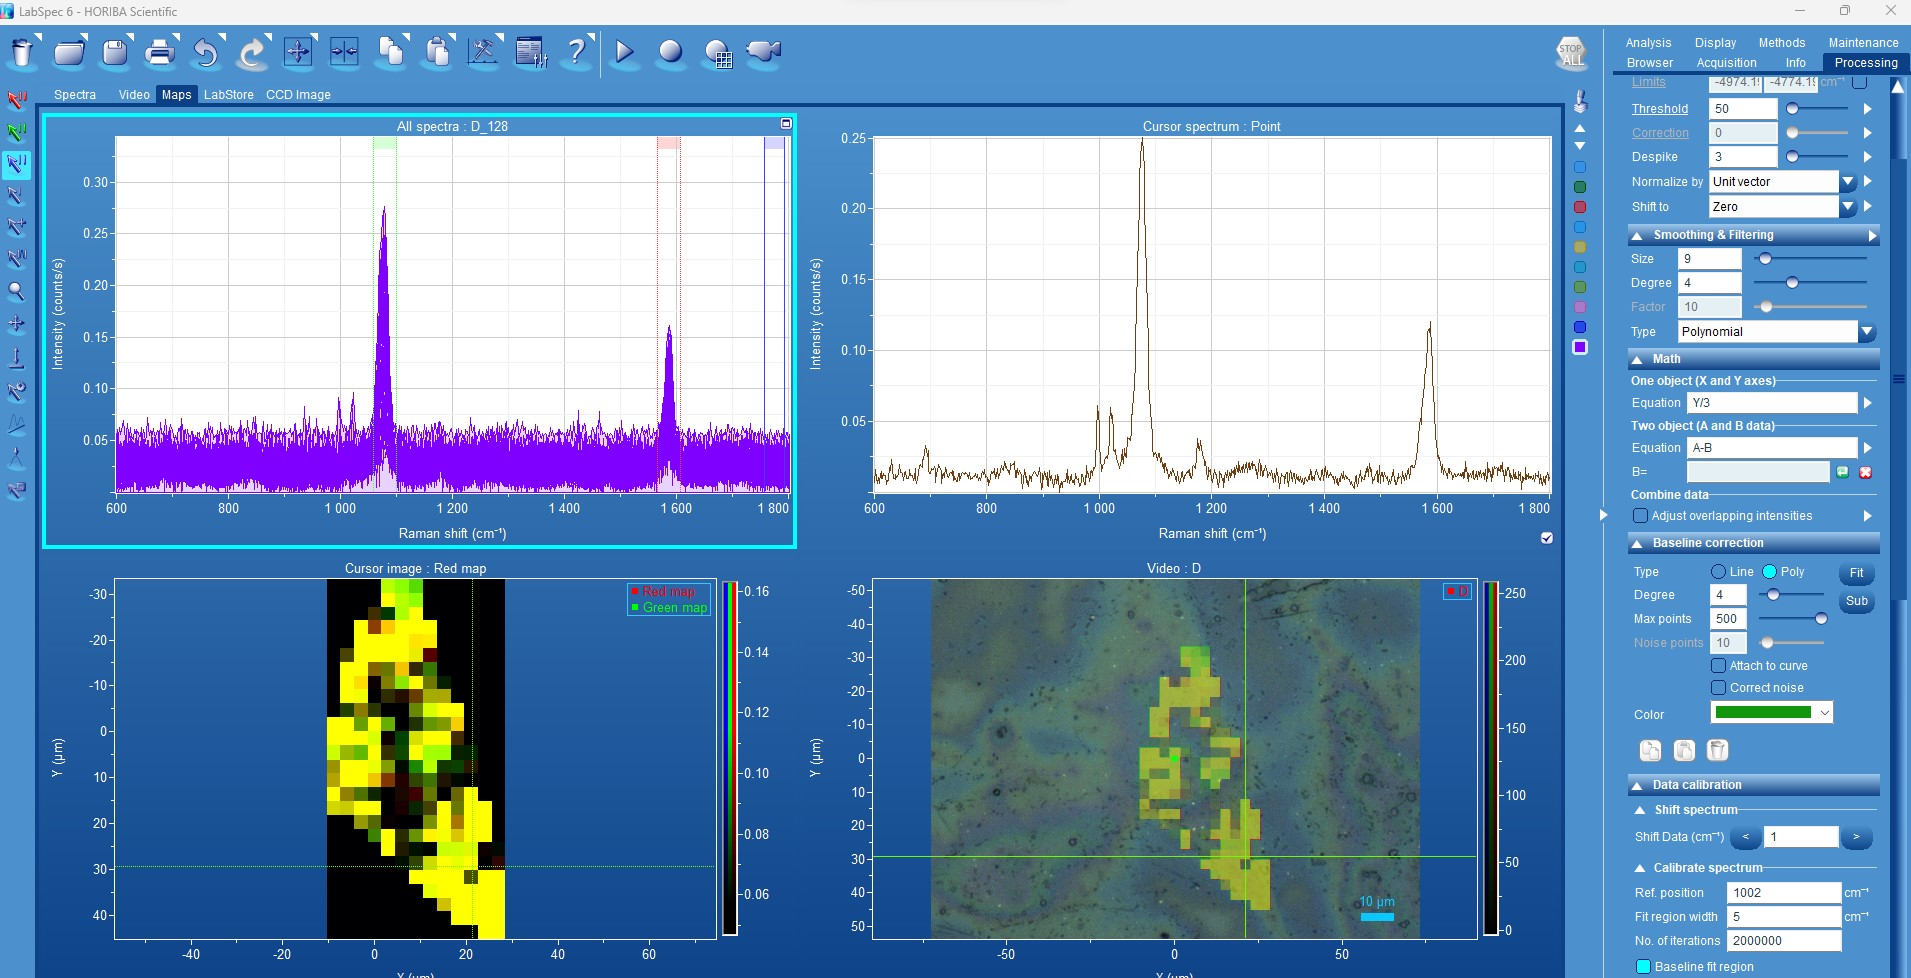 LabSpec 6 - HORIBA Scientific
STOP ALL
Analysis Display Methods Maintenance
Browser Acquisition Info Processing
Spectra Video Maps LabStore CCD Image
Limits -4974.1 -4774.1 cm⁻¹
Threshold 50
Correction 0
Despike 3
Normalize by Unit vector
Shift to Zero
Smoothing & Filtering
Size 9
Degree 4
Factor 10
Type Polynomial
Math
One object (X and Y axes)
Equation Y/3
Two object (A and B data)
Equation A-B
B=
Combine data
Adjust overlapping intensities
Baseline correction
Type Line Poly Fit
Degree 4 Sub
Max points 500
Noise points 10
Attach to curve
Correct noise
Color
Data calibration
Shift spectrum
Shift Data (cm⁻¹) < 1 >
Calibrate spectrum
Ref. position 1002 cm⁻¹
Fit region width 5 cm⁻¹
No. of iterations 2000000
Baseline fit region
All spectra : D_128
Intensity (counts/s)
0.30
0.25
0.20
0.15
0.10
0.05
600 800 1 000 1 200 1 400 1 600 1 800
Raman shift (cm⁻¹)
Cursor spectrum : Point
Intensity (counts/s)
0.25
0.20
0.15
0.10
0.05
600 800 1 000 1 200 1 400 1 600 1 800
Raman shift (cm⁻¹)
Cursor image : Red map
Red map
Green map
Y (µm)
-30
-20
-10
0
10
20
30
40
-40 -20 0 20 40 60
X (µm)
0.16
0.14
0.12
0.10
0.08
0.06
Video : D
D
Y (µm)
-50
-40
-30
-20
-10
0
10
20
30
40
50
-50 0 50
X (µm)
10 µm
250
200
150
100
50
0